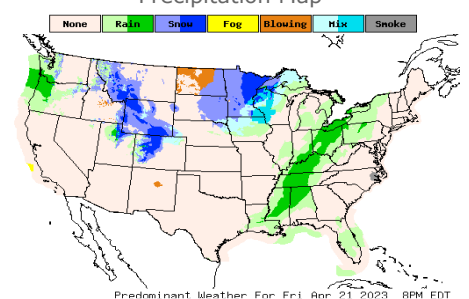 Precipitation Map
None Rain Snow Fog Blowing Mix Smoke
Predominant Weather For Fri Apr 21 2023 8PM EDT